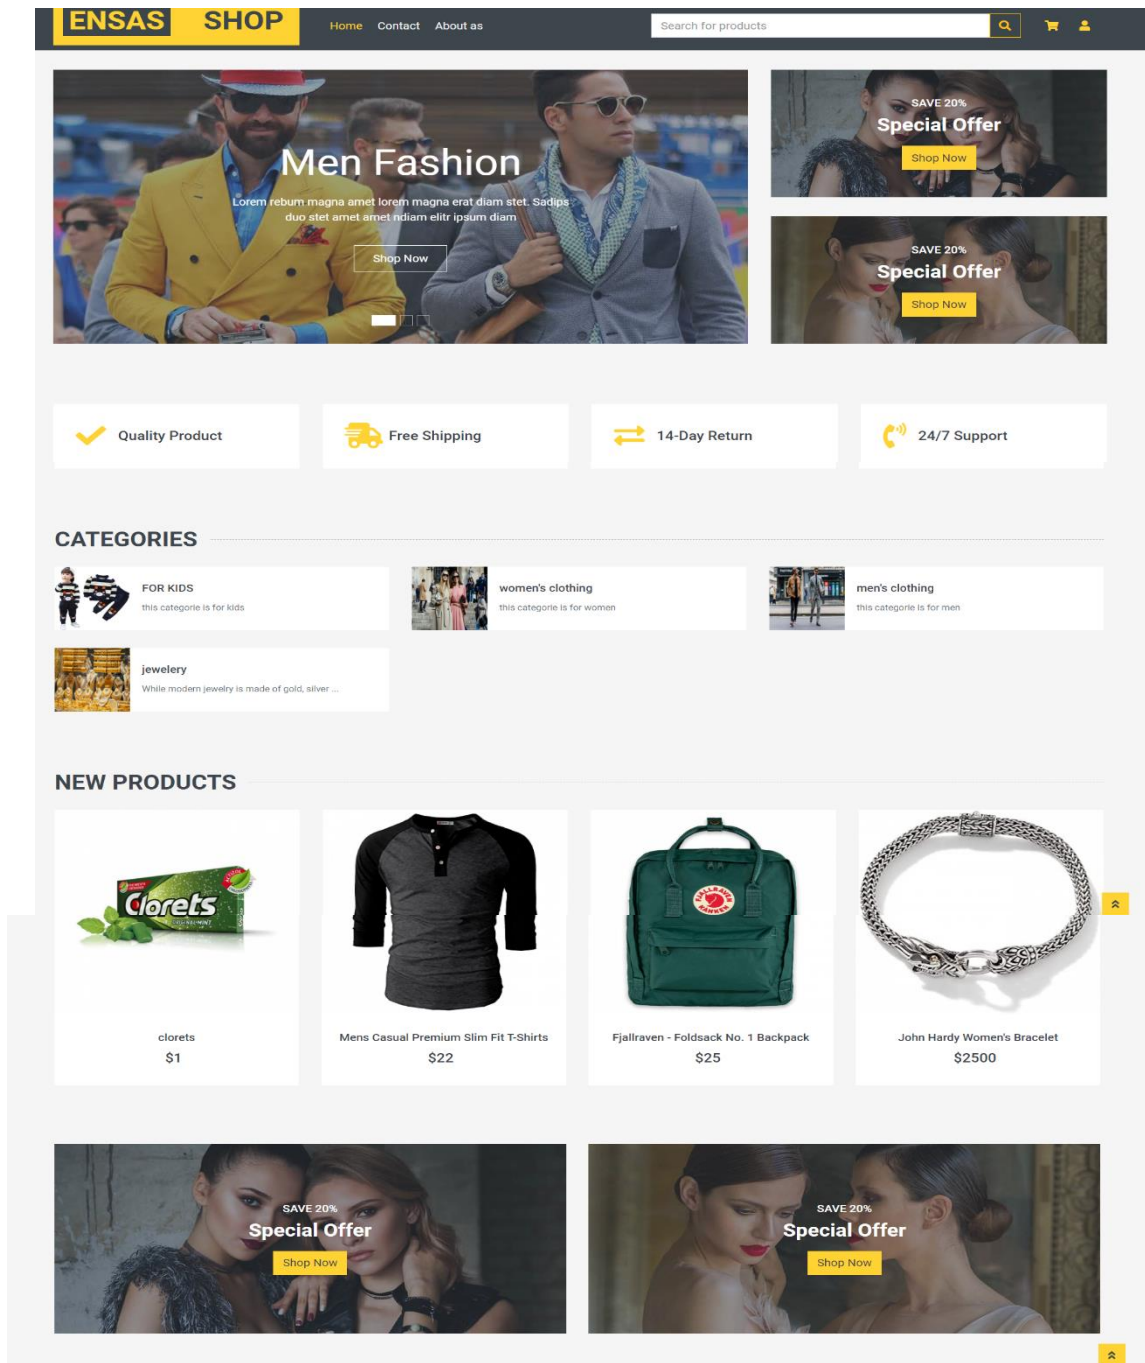 ENSAS SHOP
Home Contact About as
Search for products
Men Fashion
Lorem rebum magna amet lorem magna erat diam stet. Sadips
duo stet amet amet ndiam elitr ipsum diam
Shop Now
SAVE 20%
Special Offer
Shop Now
SAVE 20%
Special Offer
Shop Now
Quality Product
Free Shipping
14-Day Return
24/7 Support
CATEGORIES
FOR KIDS
this categorie is for kids
women's clothing
this categorie is for women
men's clothing
this categorie is for men
jewelery
While modern jewelry is made of gold, silver ...
NEW PRODUCTS
Clorets
FJÄLLRÄVEN
KÅNKEN
clorets
$1
Mens Casual Premium Slim Fit T-Shirts
$22
Fjallraven - Foldsack No. 1 Backpack
$25
John Hardy Women's Bracelet
$2500
SAVE 20%
Special Offer
Shop Now
SAVE 20%
Special Offer
Shop Now